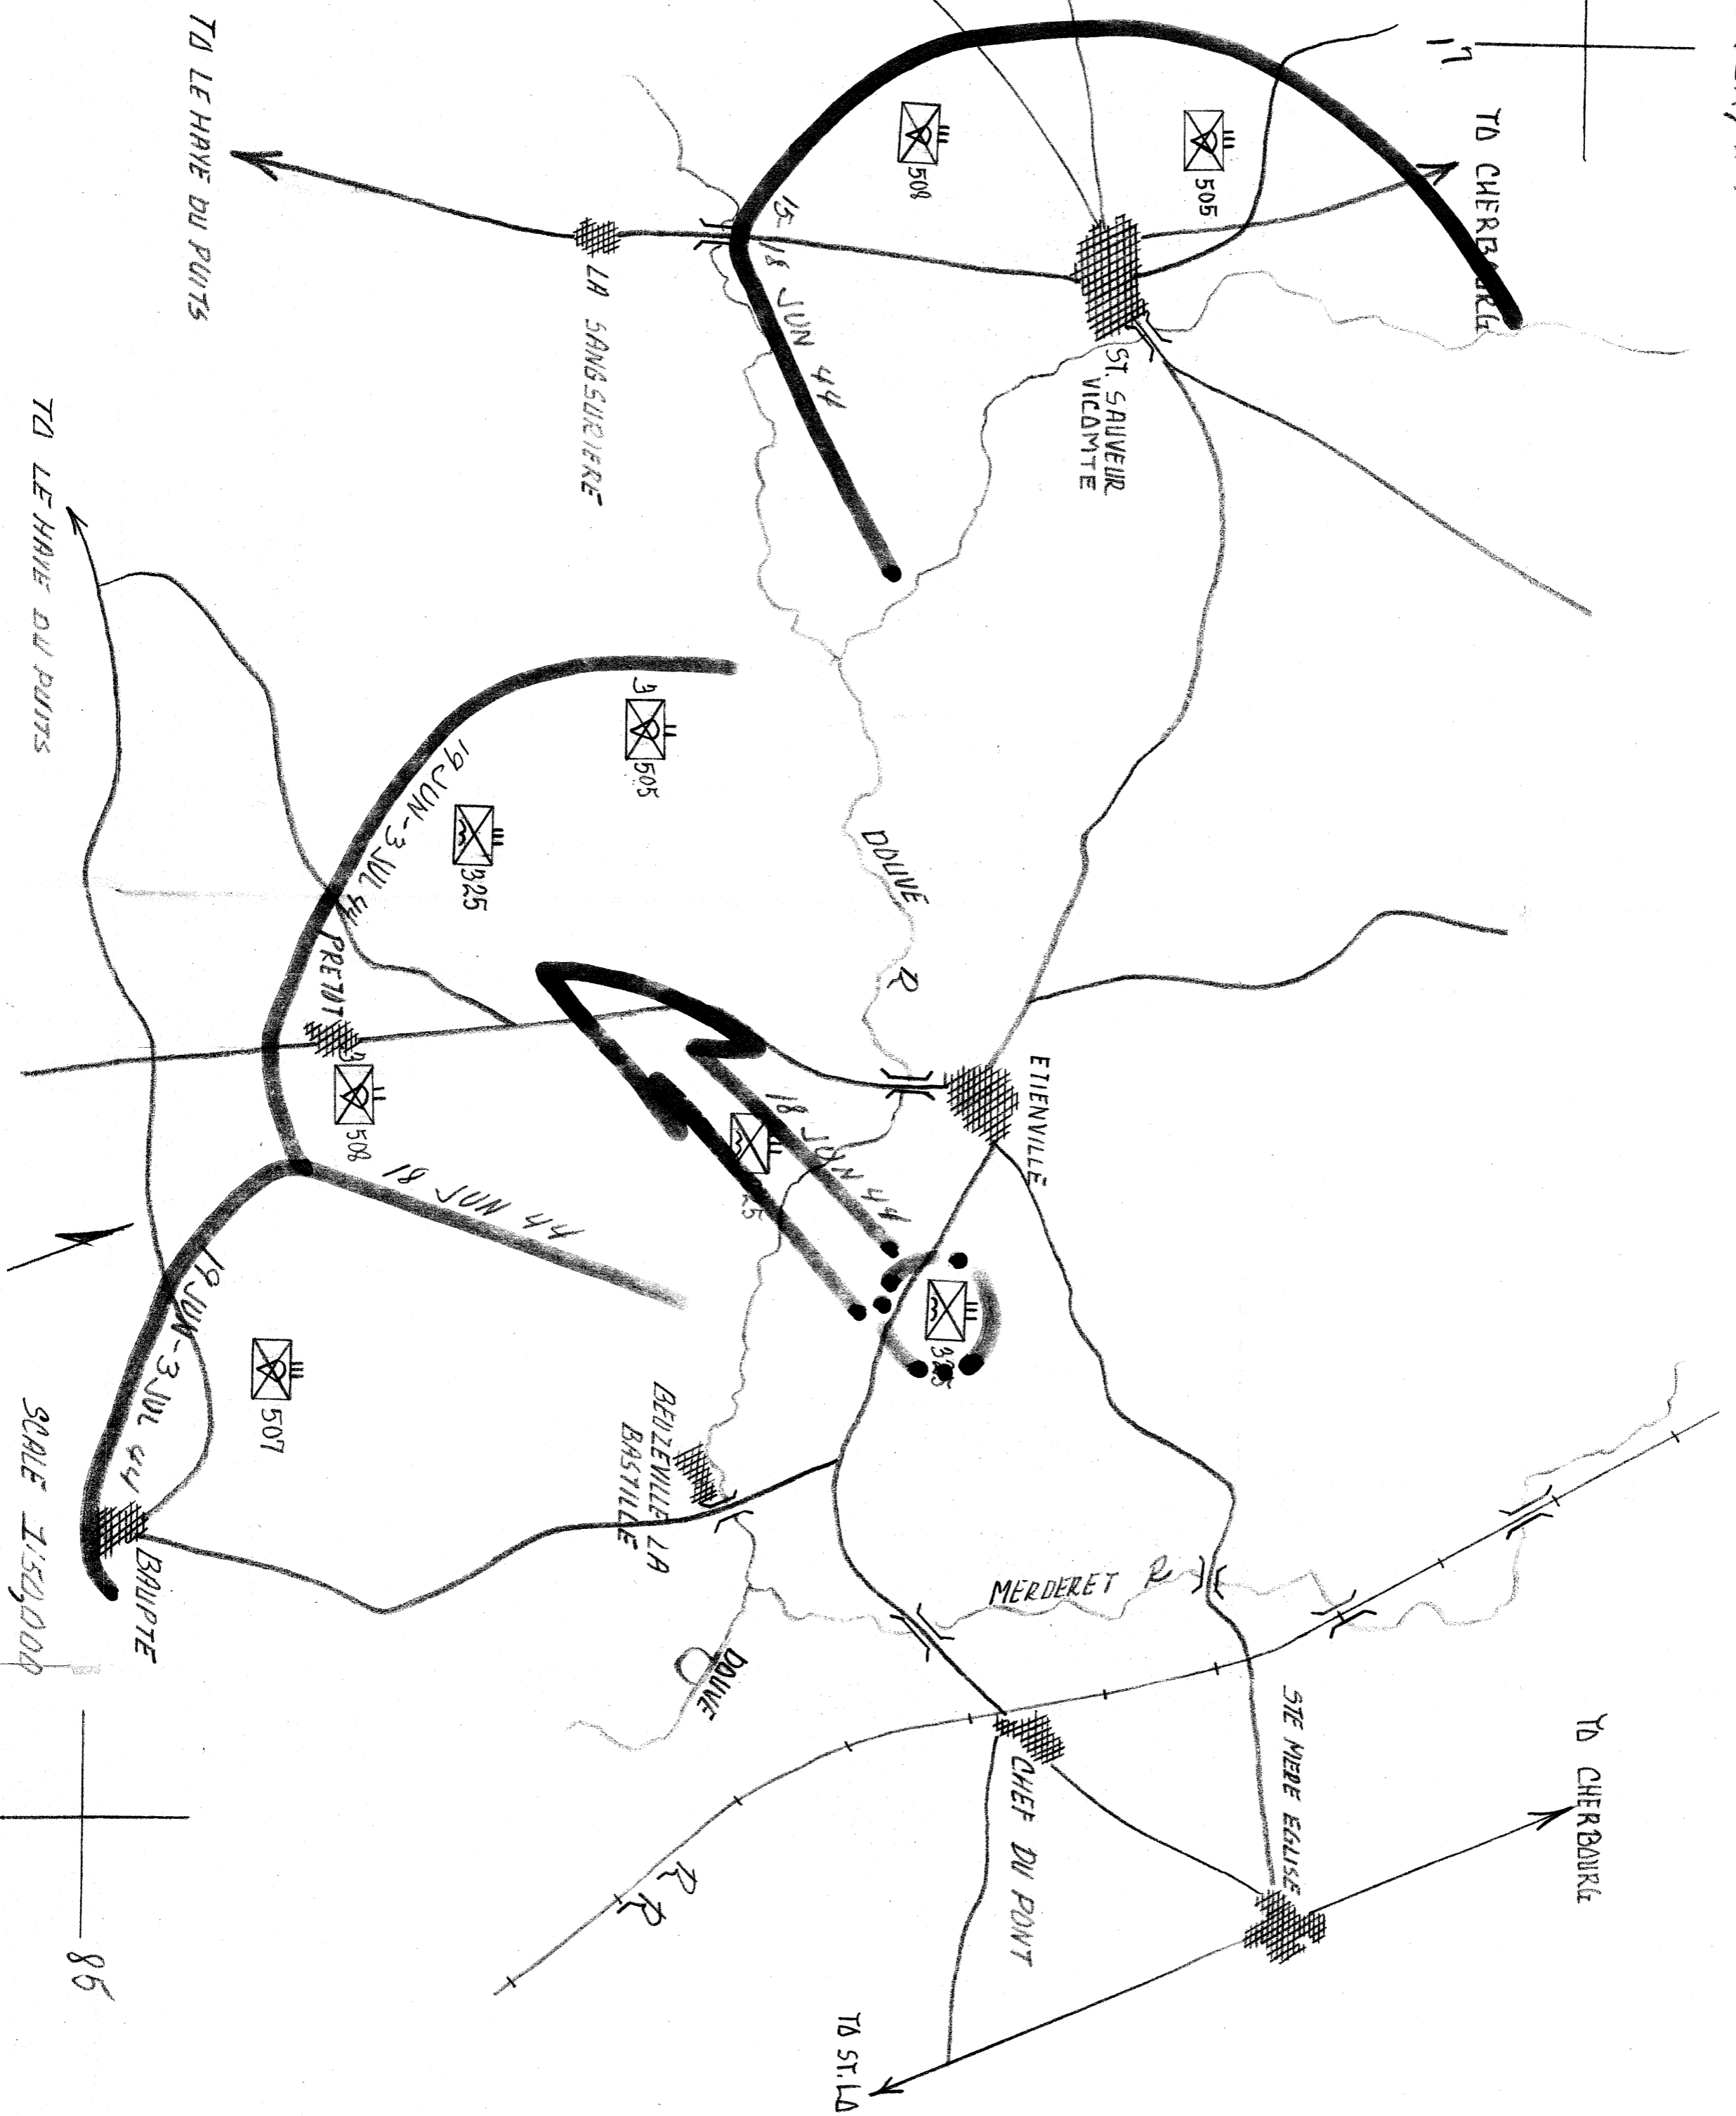 17
TO CHERBOURG
TO LE HAYE DU PUITS
508
505
15-18 JUN 44
LA SANGSURIERE
ST. SAUVEUR
VICOMTE
TO LE HAYE DU PUITS
3 505
19 JUN-3 JUL 44
325
DOUVE R
PRETOT
508
ETIENVILLE
18 JUN 44
18 JUN 44
325
19 JUN-3 JUL 44
507
BEUZEVILLE LA
BASTILLE
BAUPTE
SCALE 1:50,000
MERDERET R
DOUVE
STE MERE EGLISE
TO CHERBOURG
CHEF DU PONT
RR
TO ST. LO